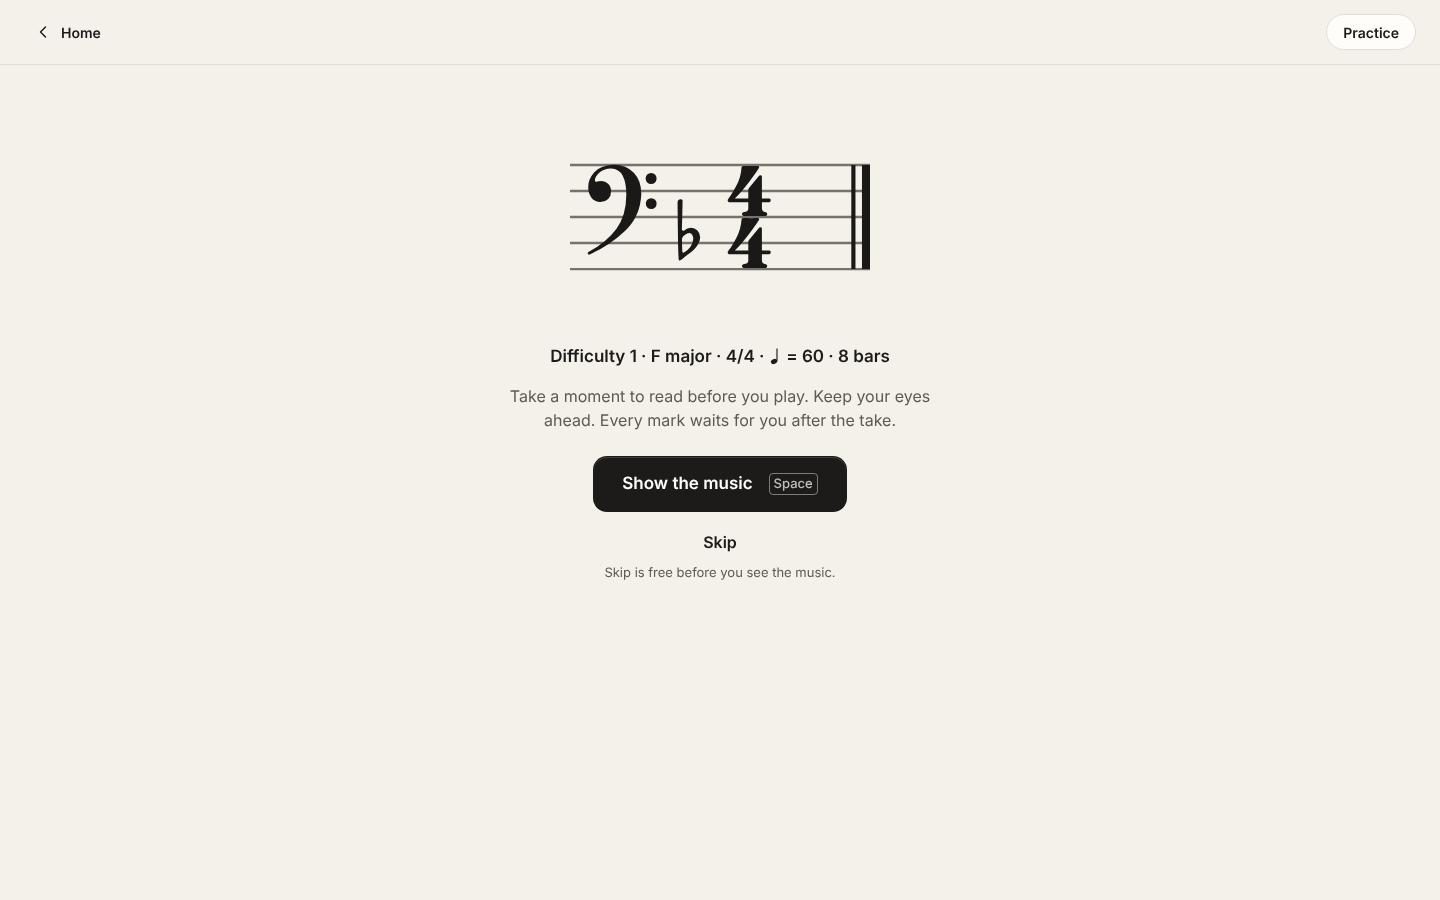 Home
Practice
4
4
Difficulty 1 · F major · 4/4 · ♩ = 60 · 8 bars
Take a moment to read before you play. Keep your eyes
ahead. Every mark waits for you after the take.
Show the music Space
Skip
Skip is free before you see the music.